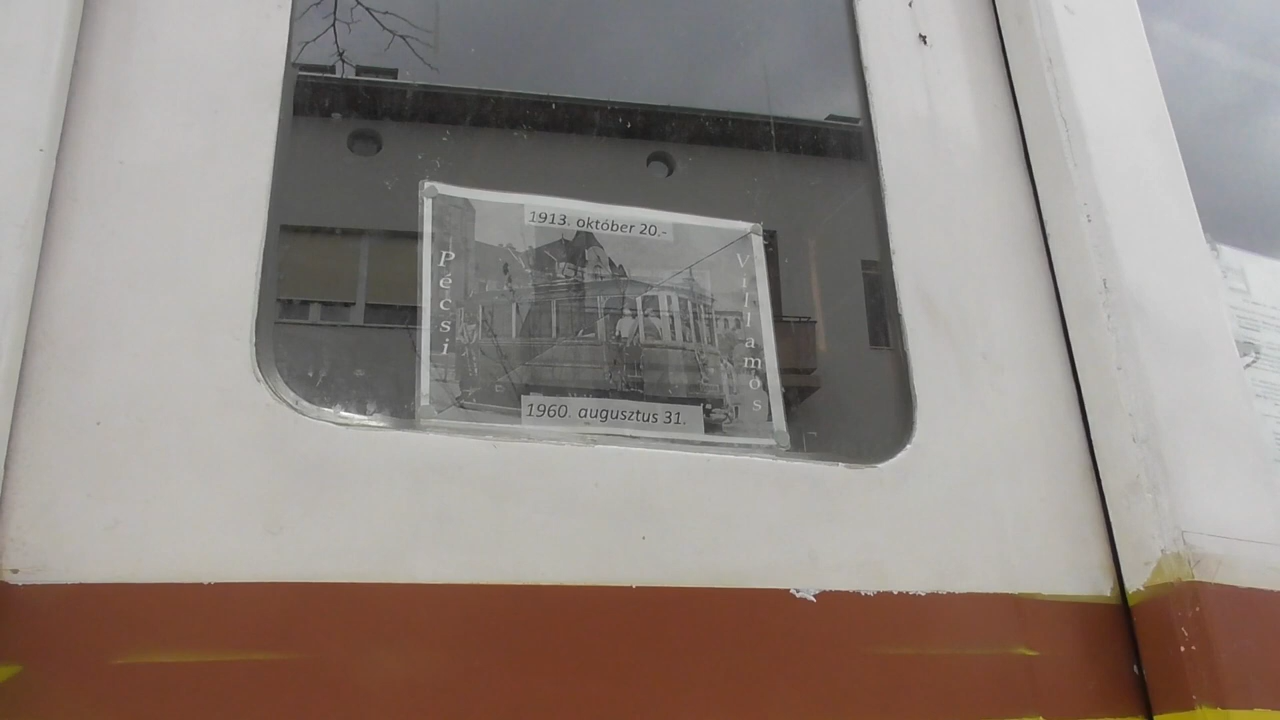 1913. október 20.-
Pécsi
Villamos
1960. augusztus 31.